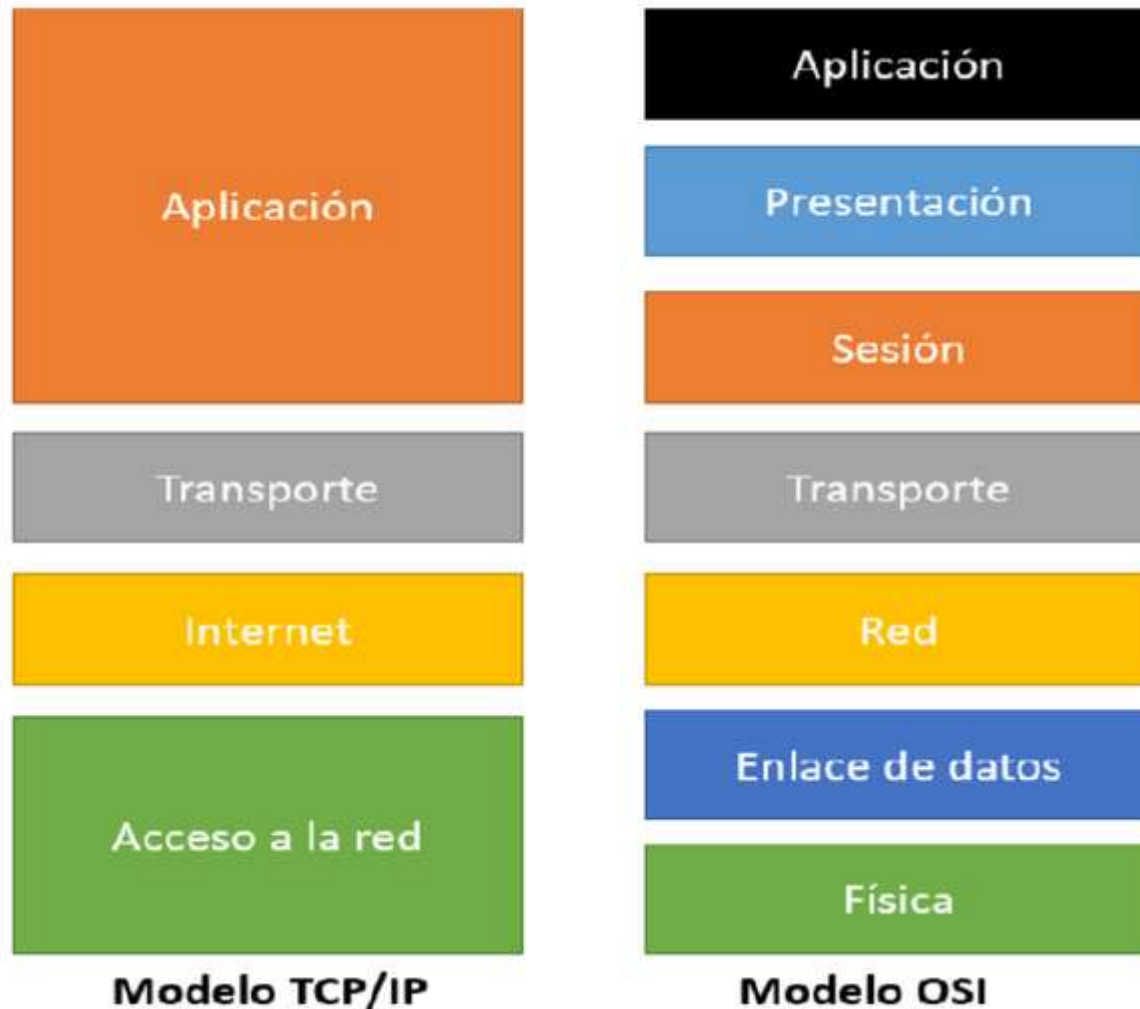 Aplicación
Transporte
Internet
Acceso a la red
Modelo TCP/IP
Aplicación
Presentación
Sesión
Transporte
Red
Enlace de datos
Física
Modelo OSI